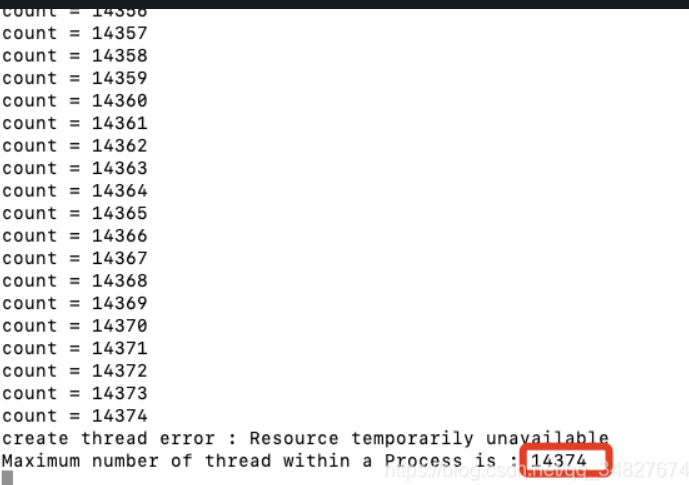 count = 14356
count = 14357
count = 14358
count = 14359
count = 14360
count = 14361
count = 14362
count = 14363
count = 14364
count = 14365
count = 14366
count = 14367
count = 14368
count = 14369
count = 14370
count = 14371
count = 14372
count = 14373
count = 14374
create thread error : Resource temporarily unavailable
Maximum number of thread within a Process is : 14374
https://blog.csdn.net/qq_34827674